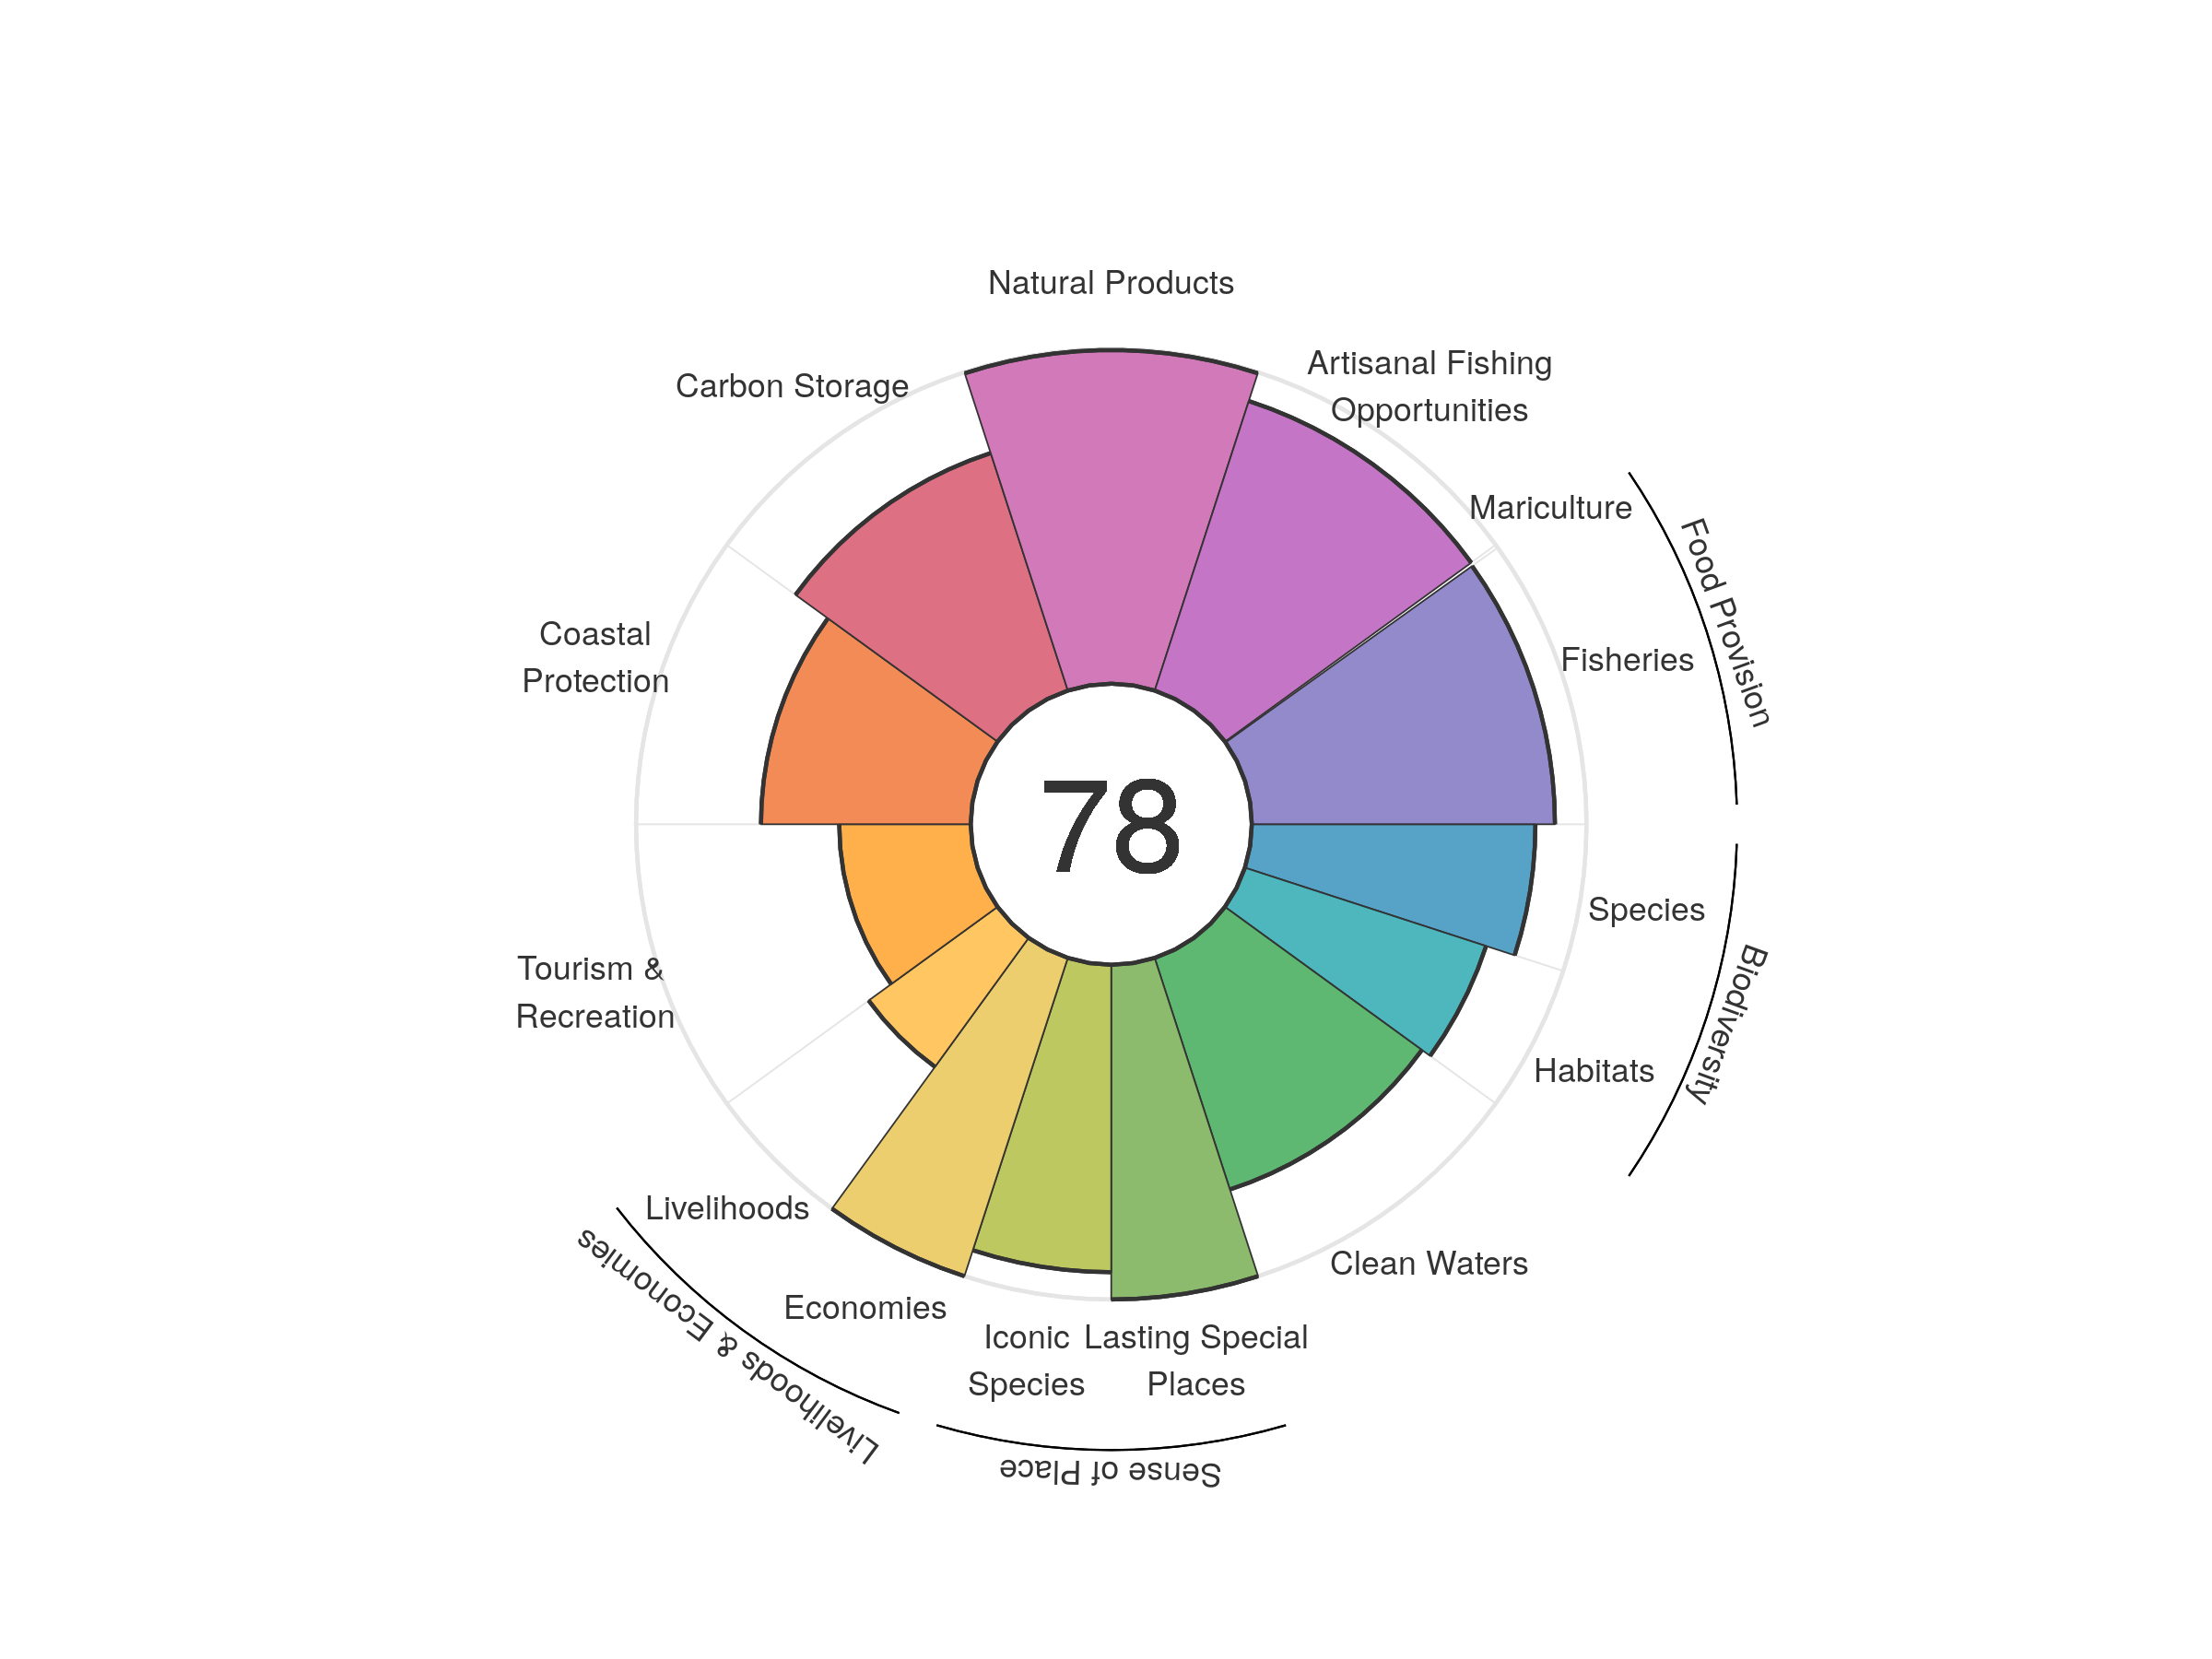 Natural Products
Artisanal Fishing
Opportunities
Carbon Storage
Mariculture
Food Provision
Fisheries
Coastal
Protection
78
Species
Biodiversity
Tourism &
Recreation
Habitats
Livelihoods
Clean Waters
Livelihoods & Economies
Economies
Iconic
Species
Lasting Special
Places
Sense of Place